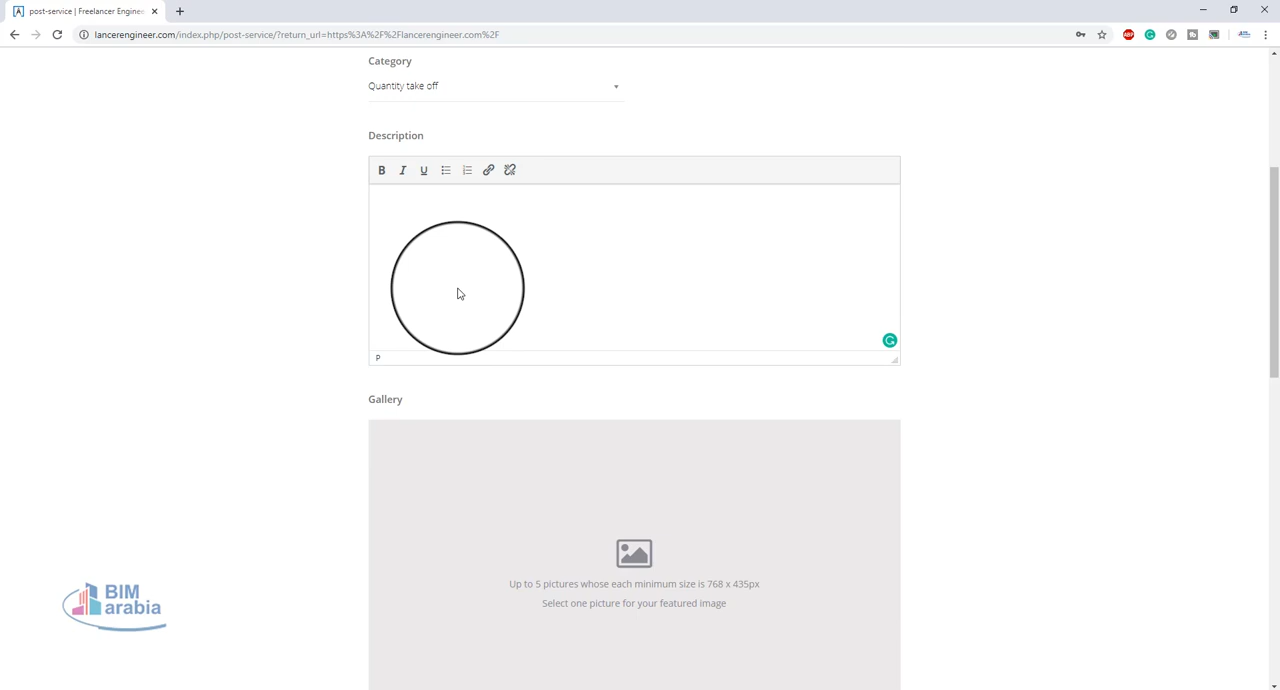 post-service | Freelancer Enginee
lancerengineer.com/index.php/post-service/?return_url=https%3A%2F%2Flancerengineer.com%2F
ABP
Category
Quantity take off
Description
B I U
P
Gallery
Up to 5 pictures whose each minimum size is 768 x 435px
Select one picture for your featured image
BIM
arabia